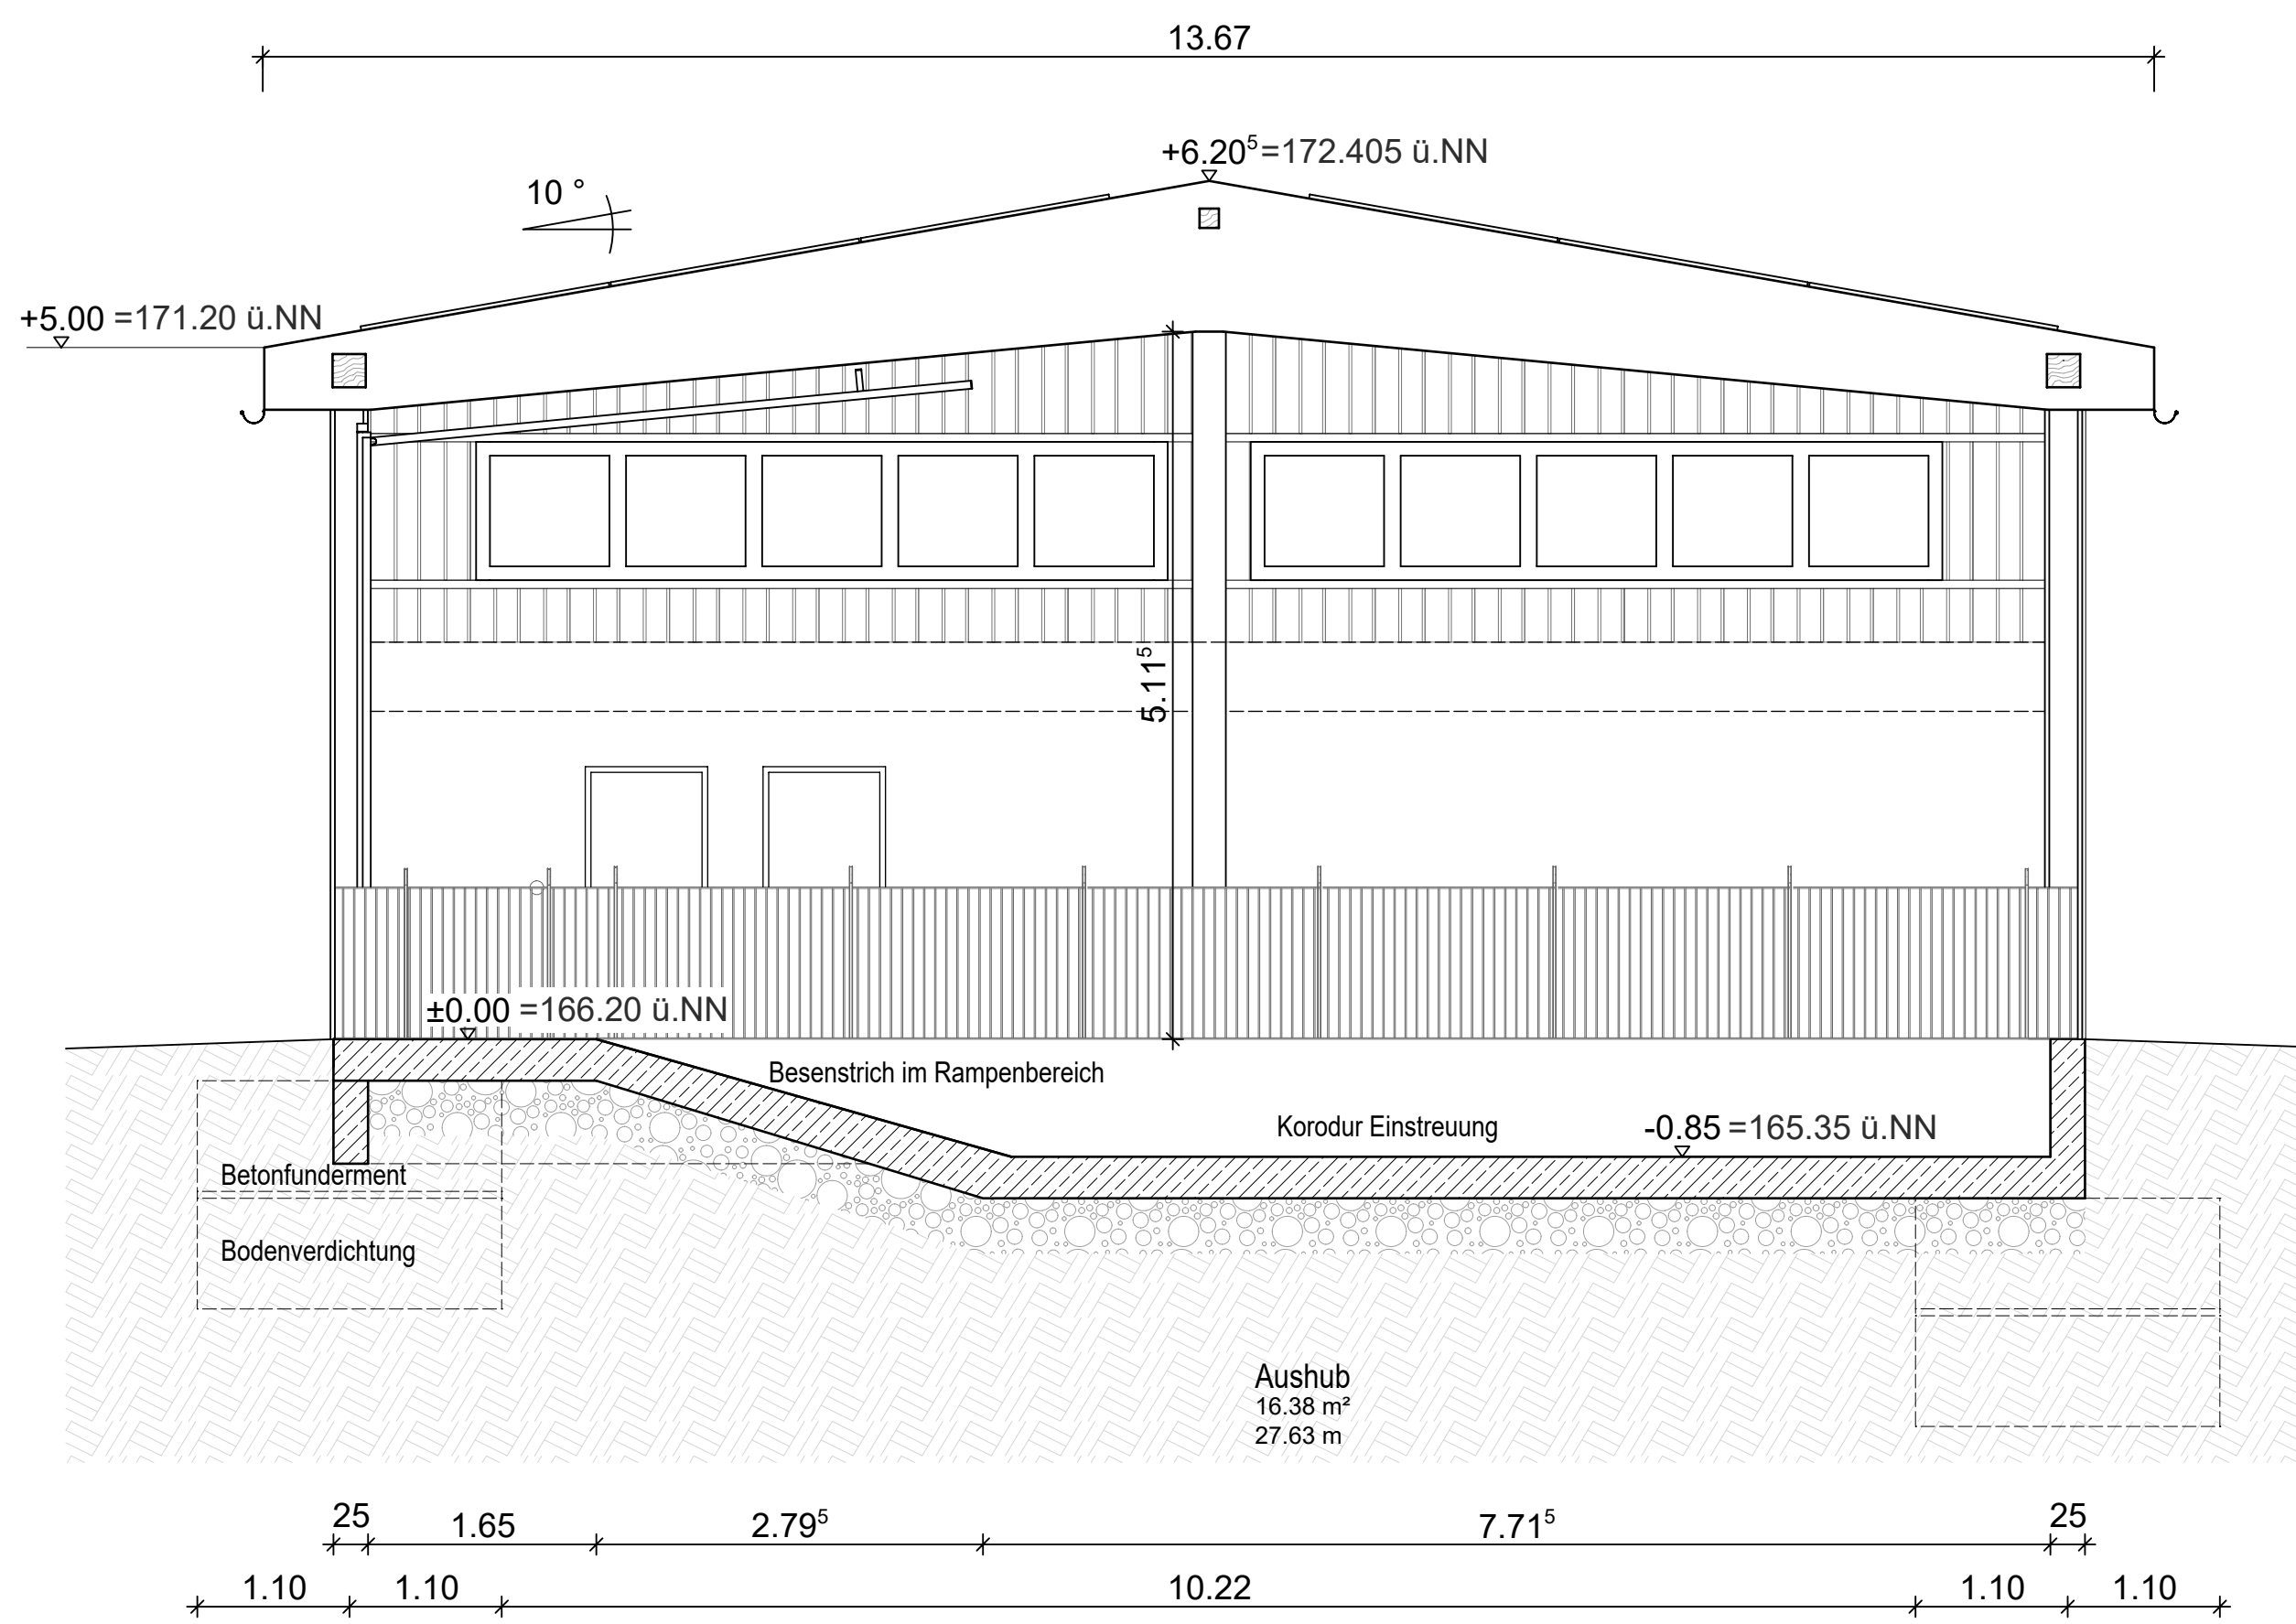 13.67
+6.20⁵=172.405 ü.NN
10 °
+5.00 =171.20 ü.NN
5.11⁵
±0.00 =166.20 ü.NN
Besenstrich im Rampenbereich
Korodur Einstreuung
-0.85 =165.35 ü.NN
Betonfunderment
Bodenverdichtung
Aushub
16.38 m²
27.63 m
25 1.65 2.79⁵ 7.71⁵ 25
1.10 1.10 10.22 1.10 1.10